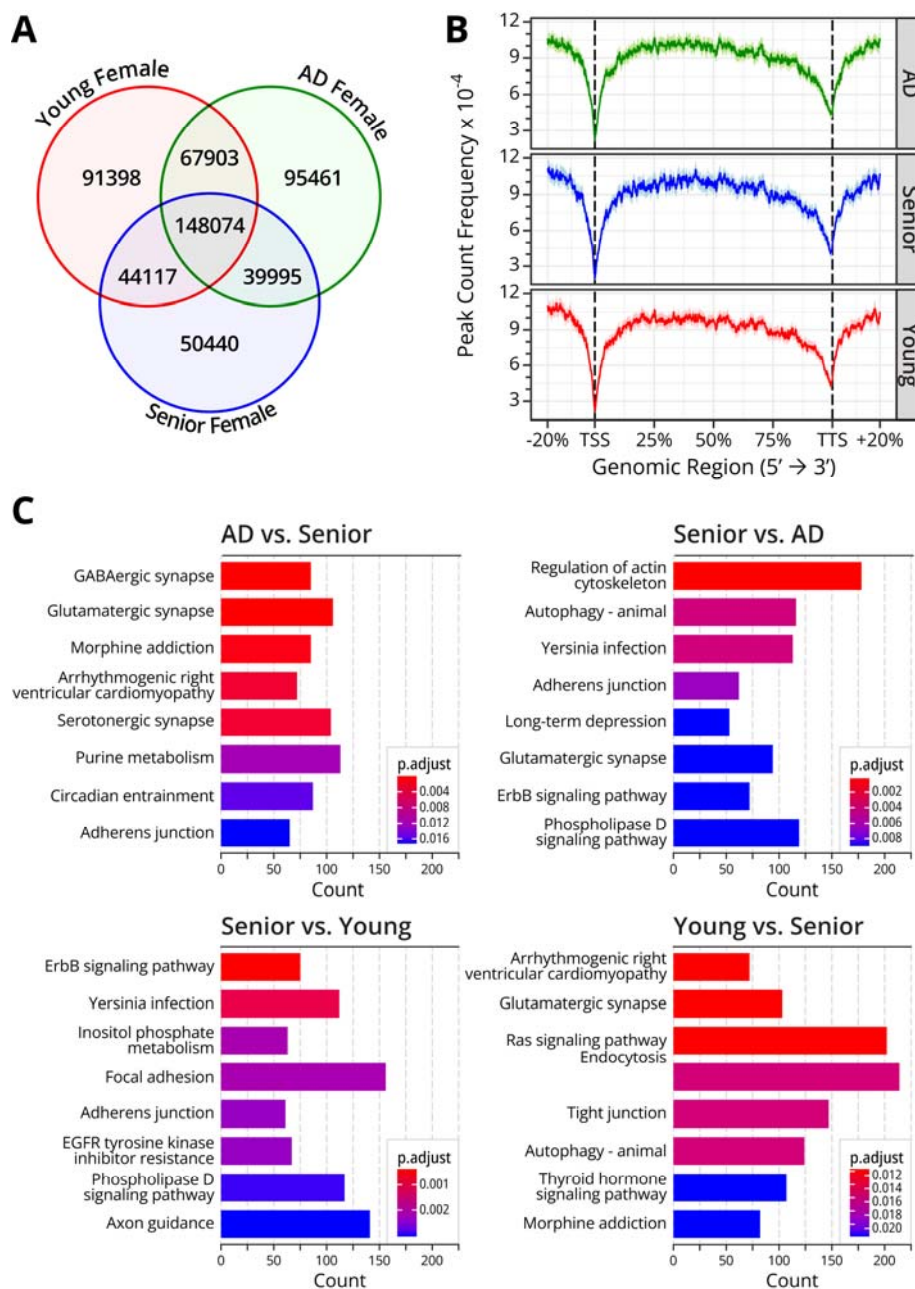 A
Young Female
AD Female
67903
91398
95461
148074
44117
39995
50440
Senior Female
B
Peak Count Frequency x 10⁻⁴
12
9
6
3
AD
12
9
6
3
Senior
12
9
6
3
Young
-20% TSS 25% 50% 75% TTS +20%
Genomic Region (5' → 3')
C
AD vs. Senior
GABAergic synapse
Glutamatergic synapse
Morphine addiction
Arrhythmogenic right
ventricular cardiomyopathy
Serotonergic synapse
Purine metabolism
Circadian entrainment
Adherens junction
p.adjust
0.004
0.008
0.012
0.016
0 50 100 150 200
Count
Senior vs. AD
Regulation of actin
cytoskeleton
Autophagy - animal
Yersinia infection
Adherens junction
Long-term depression
Glutamatergic synapse
ErbB signaling pathway
Phospholipase D
signaling pathway
p.adjust
0.002
0.004
0.006
0.008
0 50 100 150 200
Count
Senior vs. Young
ErbB signaling pathway
Yersinia infection
Inositol phosphate
metabolism
Focal adhesion
Adherens junction
EGFR tyrosine kinase
inhibitor resistance
Phospholipase D
signaling pathway
Axon guidance
p.adjust
0.001
0.002
0 50 100 150 200
Count
Young vs. Senior
Arrhythmogenic right
ventricular cardiomyopathy
Glutamatergic synapse
Ras signaling pathway
Endocytosis
Tight junction
Autophagy - animal
Thyroid hormone
signaling pathway
Morphine addiction
p.adjust
0.012
0.014
0.016
0.018
0.020
0 50 100 150 200
Count